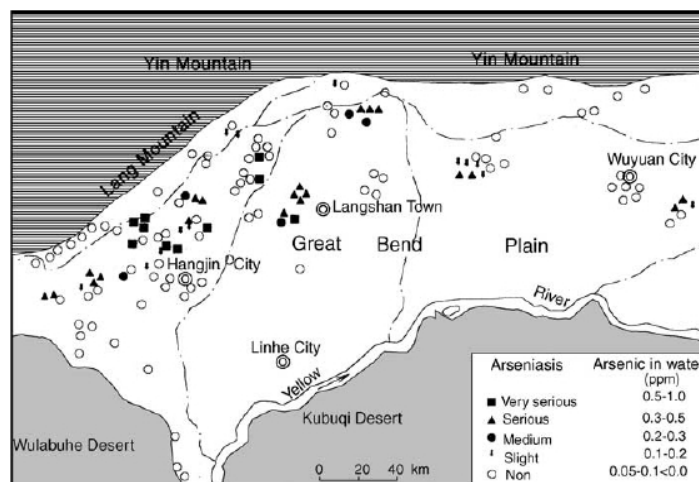 Yin Mountain
Yin Mountain
Lang Mountain
Wuyuan City
Langshan Town
Great Bend Plain
Hangjin City
River
Linhe City
Yellow
Kubuqi Desert
Wulabuhe Desert
0 20 40 km
Arseniasis Arsenic in water
(ppm)
Very serious 0.5-1.0
Serious 0.3-0.5
Medium 0.2-0.3
Slight 0.1-0.2
Non 0.05-0.1<0.0